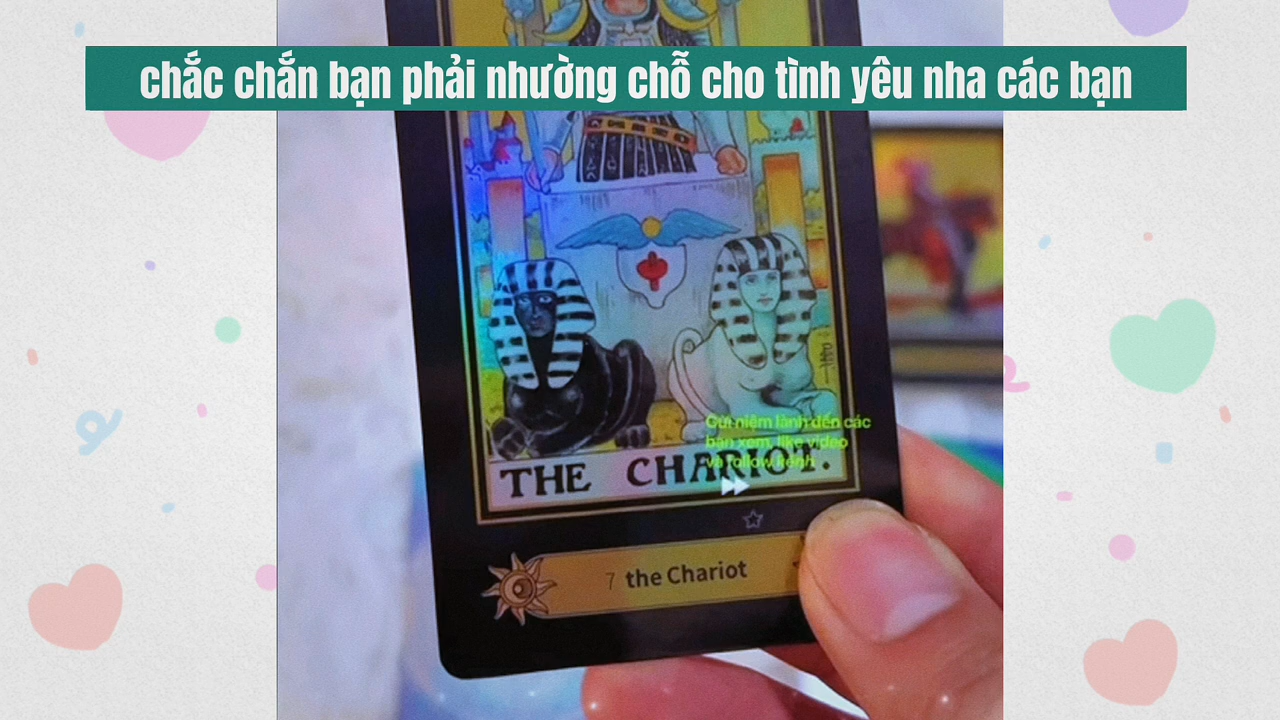 chắc chắn bạn phải nhường chỗ cho tình yêu nha các bạn
Gửi niệm lành đến các
bạn xem, like video
và follow kênh
THE CHARIOT.
7 the Chariot